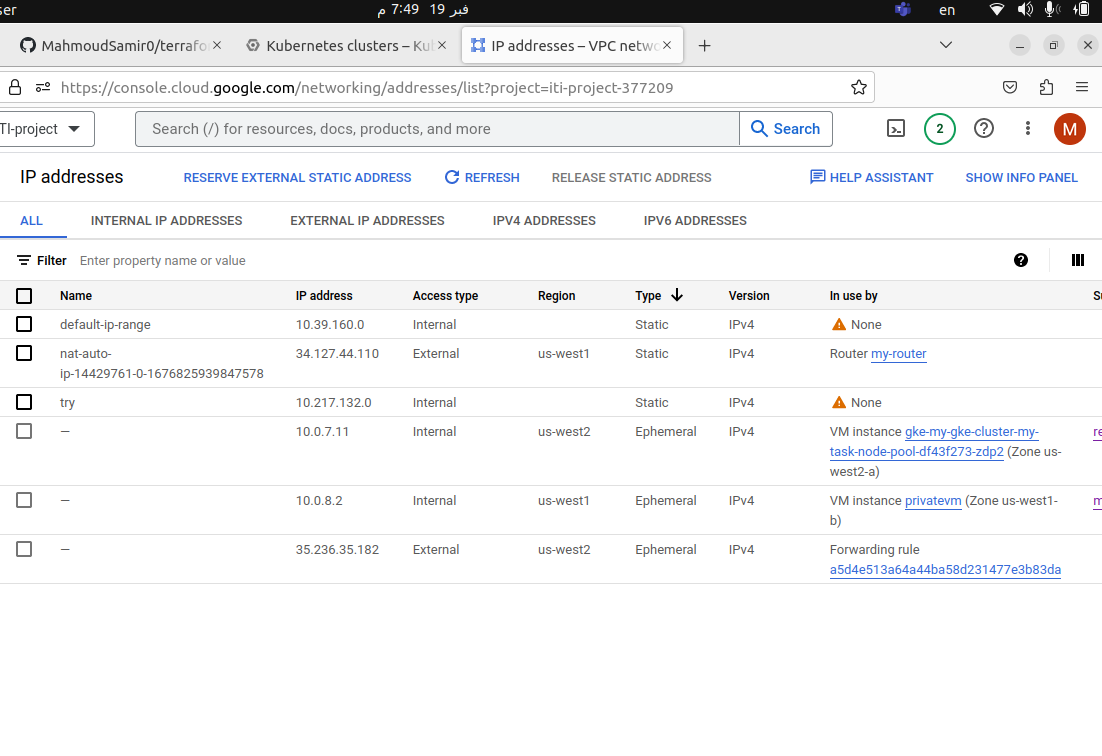 ser
م 7:49 19 فبر
en
MahmoudSamir0/terrafo
Kubernetes clusters – Ku
IP addresses – VPC netwo
https://console.cloud.google.com/networking/addresses/list?project=iti-project-377209
TI-project
Search (/) for resources, docs, products, and more
Search
2
M
IP addresses
RESERVE EXTERNAL STATIC ADDRESS
REFRESH
RELEASE STATIC ADDRESS
HELP ASSISTANT
SHOW INFO PANEL
ALL
INTERNAL IP ADDRESSES
EXTERNAL IP ADDRESSES
IPV4 ADDRESSES
IPV6 ADDRESSES
Filter Enter property name or value
Name IP address Access type Region Type Version In use by
default-ip-range 10.39.160.0 Internal Static IPv4 None
nat-auto- 34.127.44.110 External us-west1 Static IPv4 Router my-router
ip-14429761-0-1676825939847578
try 10.217.132.0 Internal Static IPv4 None
— 10.0.7.11 Internal us-west2 Ephemeral IPv4 VM instance gke-my-gke-cluster-my- re
task-node-pool-df43f273-zdp2 (Zone us-
west2-a)
— 10.0.8.2 Internal us-west1 Ephemeral IPv4 VM instance privatevm (Zone us-west1-
b)
— 35.236.35.182 External us-west2 Ephemeral IPv4 Forwarding rule
a5d4e513a64a44ba58d231477e3b83da